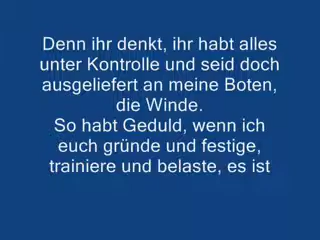 Denn ihr denkt, ihr habt alles
unter Kontrolle und seid doch
ausgeliefert an meine Boten,
die Winde.
So habt Geduld, wenn ich
euch gründe und festige,
trainiere und belaste, es ist